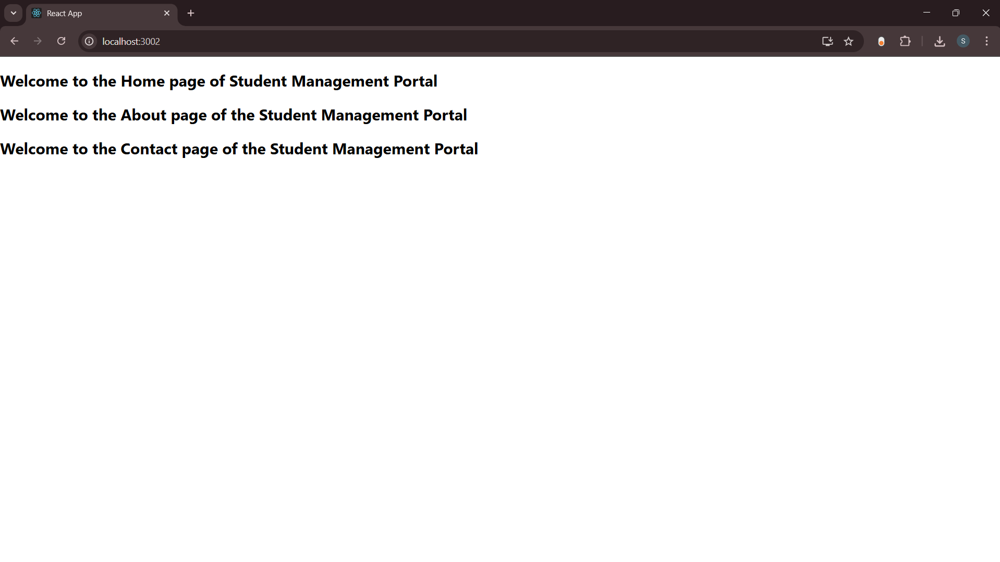 React App
localhost:3002
S
Welcome to the Home page of Student Management Portal
Welcome to the About page of the Student Management Portal
Welcome to the Contact page of the Student Management Portal